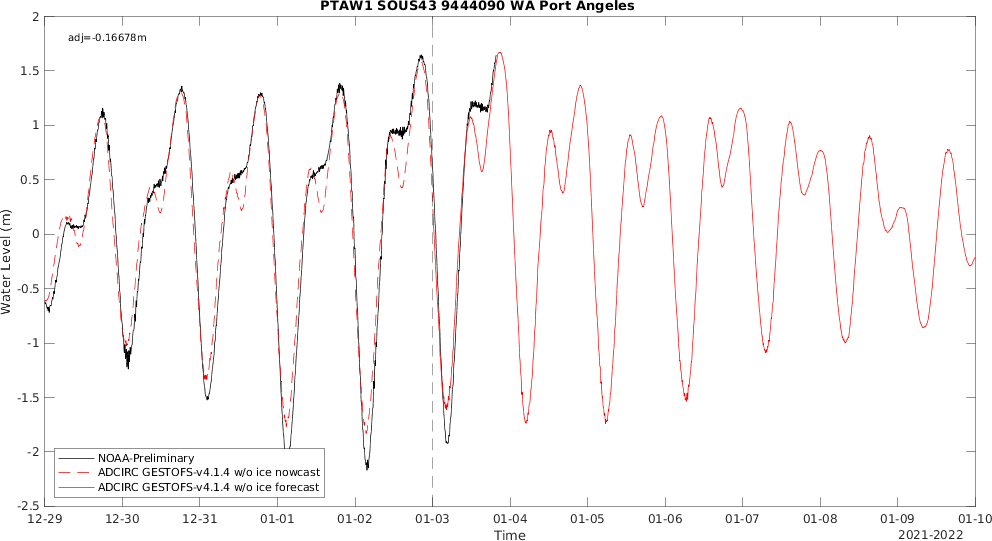 PTAW1 SOUS43 9444090 WA Port Angeles
adj=-0.16678m
Water Level (m)
2
1.5
1
0.5
0
-0.5
-1
-1.5
-2
-2.5
NOAA-Preliminary
ADCIRC GESTOFS-v4.1.4 w/o ice nowcast
ADCIRC GESTOFS-v4.1.4 w/o ice forecast
12-29 12-30 12-31 01-01 01-02 01-03 01-04 01-05 01-06 01-07 01-08 01-09 01-10
Time
2021-2022